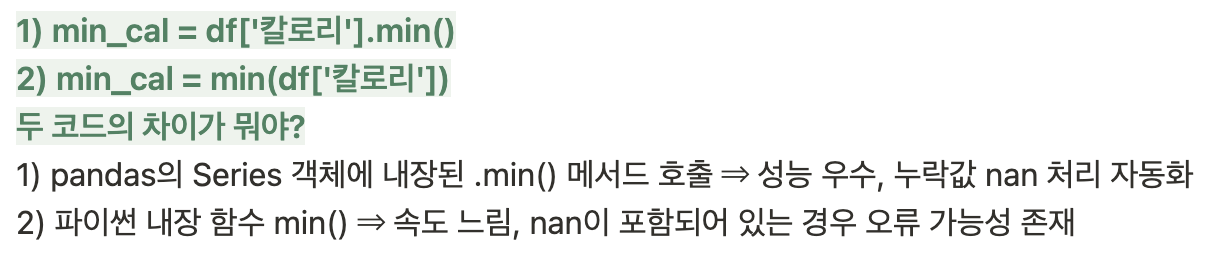 1) min_cal = df['칼로리'].min()
2) min_cal = min(df['칼로리'])
두 코드의 차이가 뭐야?
1) pandas의 Series 객체에 내장된 .min() 메서드 호출 ⇒ 성능 우수, 누락값 nan 처리 자동화
2) 파이썬 내장 함수 min() ⇒ 속도 느림, nan이 포함되어 있는 경우 오류 가능성 존재